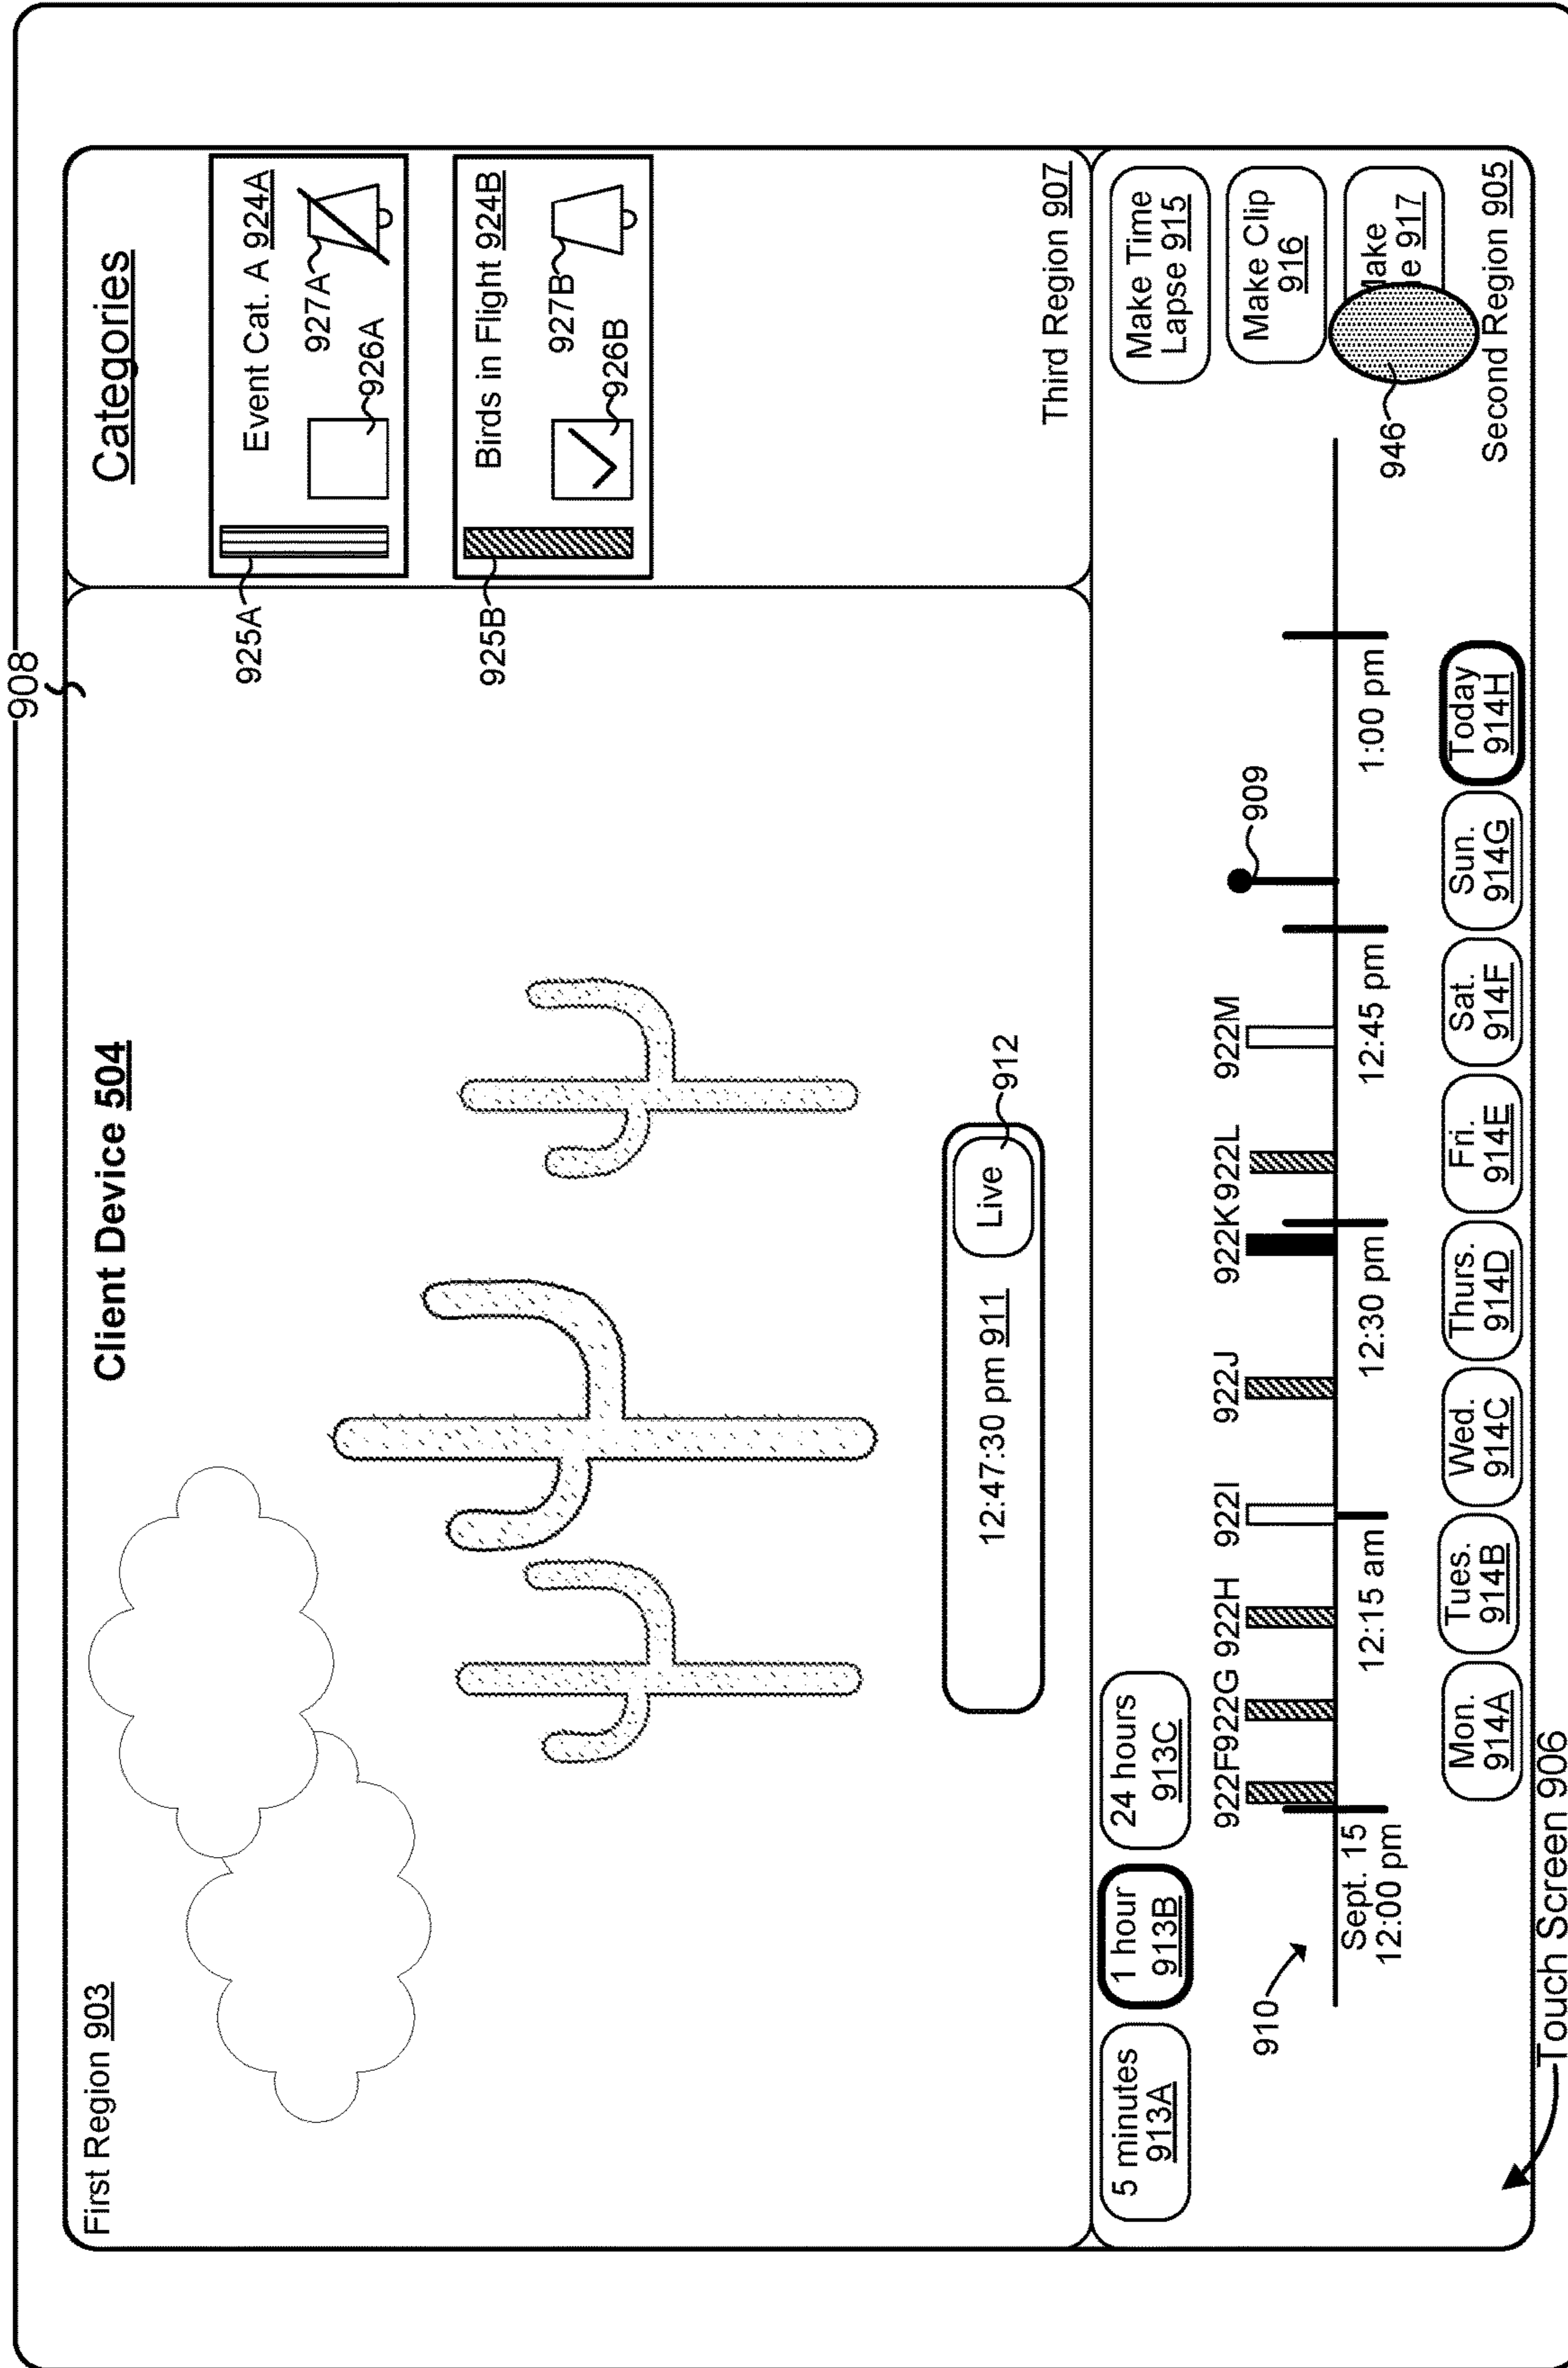 908
Client Device 504
First Region 903
Categories
Event Cat. A 924A
927A
926A
925A
Birds in Flight 924B
927B
926B
925B
12:47:30 pm 911
Live
912
Third Region 907
5 minutes
913A
1 hour
913B
24 hours
913C
Make Time
Lapse 915
Make Clip
916
917
946
910
922F
922G
922H
922I
922J
922K
922L
922M
909
Sept. 15
12:00 pm
12:15 am
12:30 pm
12:45 pm
1:00 pm
Mon.
914A
Tues.
914B
Wed.
914C
Thurs.
914D
Fri.
914E
Sat.
914F
Sun.
914G
Today
914H
Second Region 905
Touch Screen 906